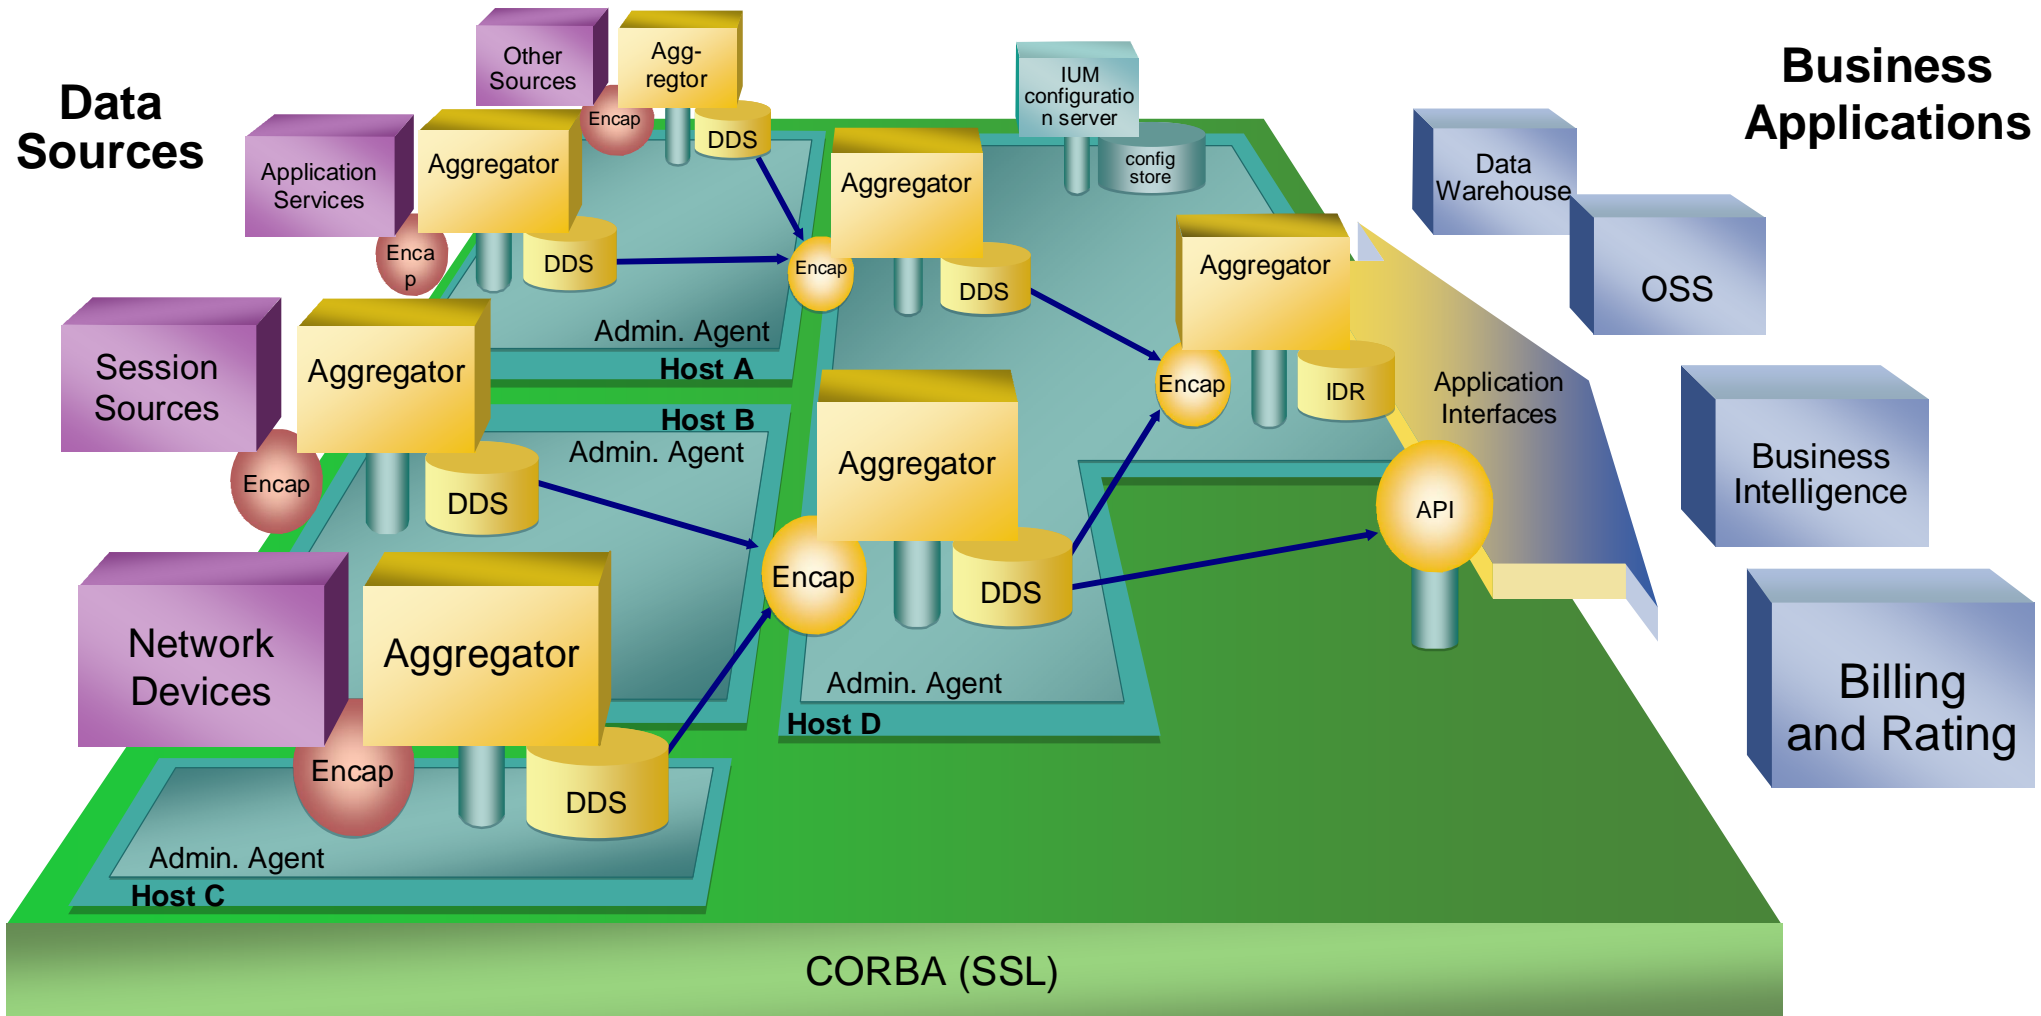 Data
Sources
Other
Sources
Agg-
regtor
Encap
DDS
Application
Services
Aggregator
Enca
p
DDS
Admin. Agent
Host A
Session
Sources
Aggregator
Encap
DDS
Host B
Admin. Agent
Network
Devices
Aggregator
Encap
DDS
Admin. Agent
Host C
IUM
configuratio
n server
config
store
Aggregator
Encap
DDS
Aggregator
Encap
IDR
Aggregator
Encap
DDS
Admin. Agent
Host D
API
Application
Interfaces
Business
Applications
Data
Warehouse
OSS
Business
Intelligence
Billing
and Rating
CORBA (SSL)